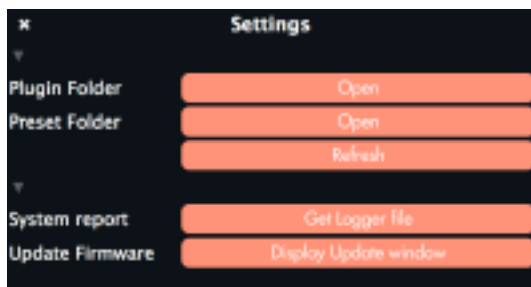 Settings
Plugin Folder Open
Preset Folder Open
Refresh
System report Get Logger file
Update Firmware Display Update window